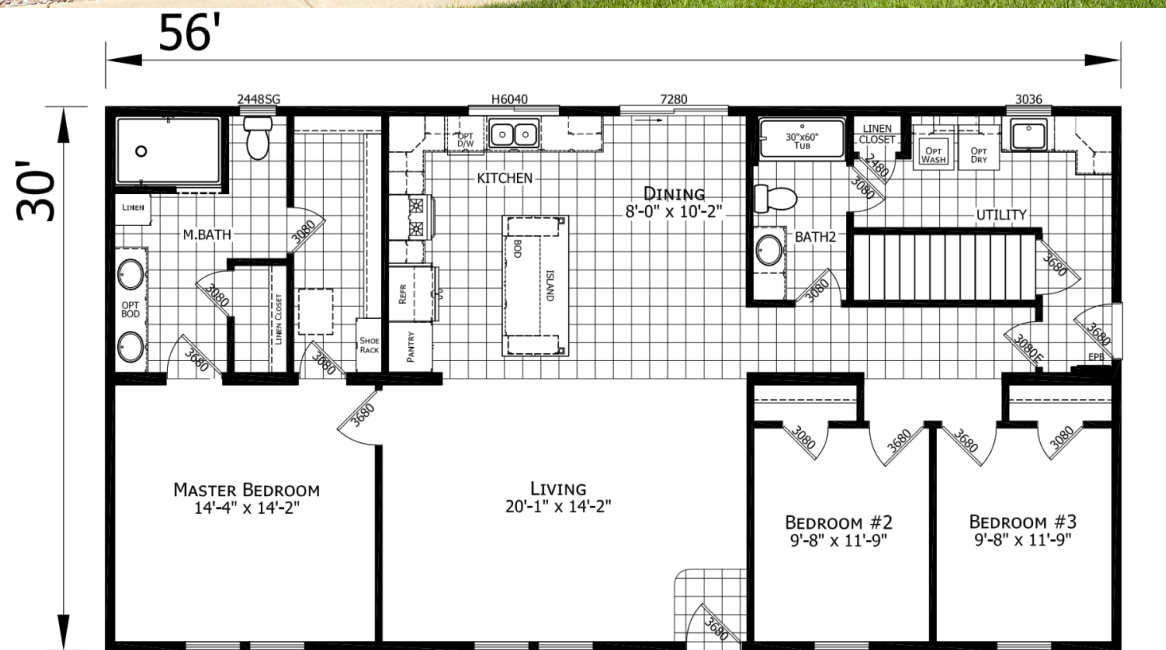 56'
30'
2448SG
H6040
7280
3036
OPT
D/W
KITCHEN
DINING
8'-0" x 10'-2"
30"x60"
TUB
LINEN
CLOSET
2480
3080
OPT
WASH
OPT
DRY
UTILITY
BATH2
3080
3680
LINEN
M.BATH
3080
3080
OPT
BOD
LINEN CLOSET
3680
3080
SHOE
RACK
REFR
PANTRY
BOD
ISLAND
3080E
3680
EPB
3680
MASTER BEDROOM
14'-4" x 14'-2"
LIVING
20'-1" x 14'-2"
3680
3080
3680
BEDROOM #2
9'-8" x 11'-9"
3680
3080
BEDROOM #3
9'-8" x 11'-9"